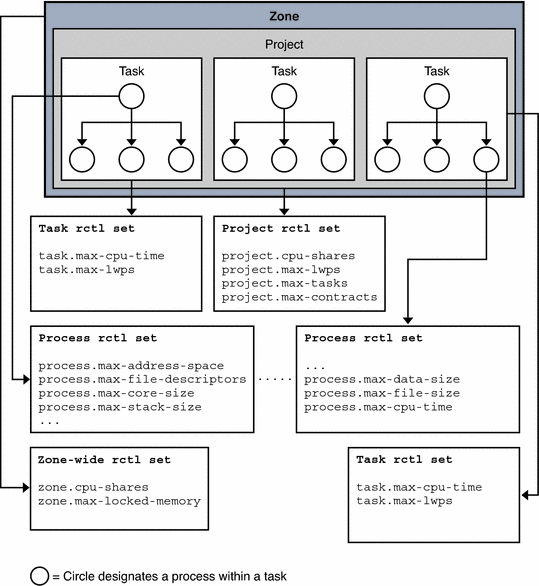 Zone
Project
Task
Task
Task
Task rctl set
task.max-cpu-time
task.max-lwps
Project rctl set
project.cpu-shares
project.max-lwps
project.max-tasks
project.max-contracts
Process rctl set
process.max-address-space
process.max-file-descriptors
process.max-core-size
process.max-stack-size
...
.....
Process rctl set
...
process.max-data-size
process.max-file-size
process.max-cpu-time
Zone-wide rctl set
zone.cpu-shares
zone.max-locked-memory
Task rctl set
task.max-cpu-time
task.max-lwps
= Circle designates a process within a task